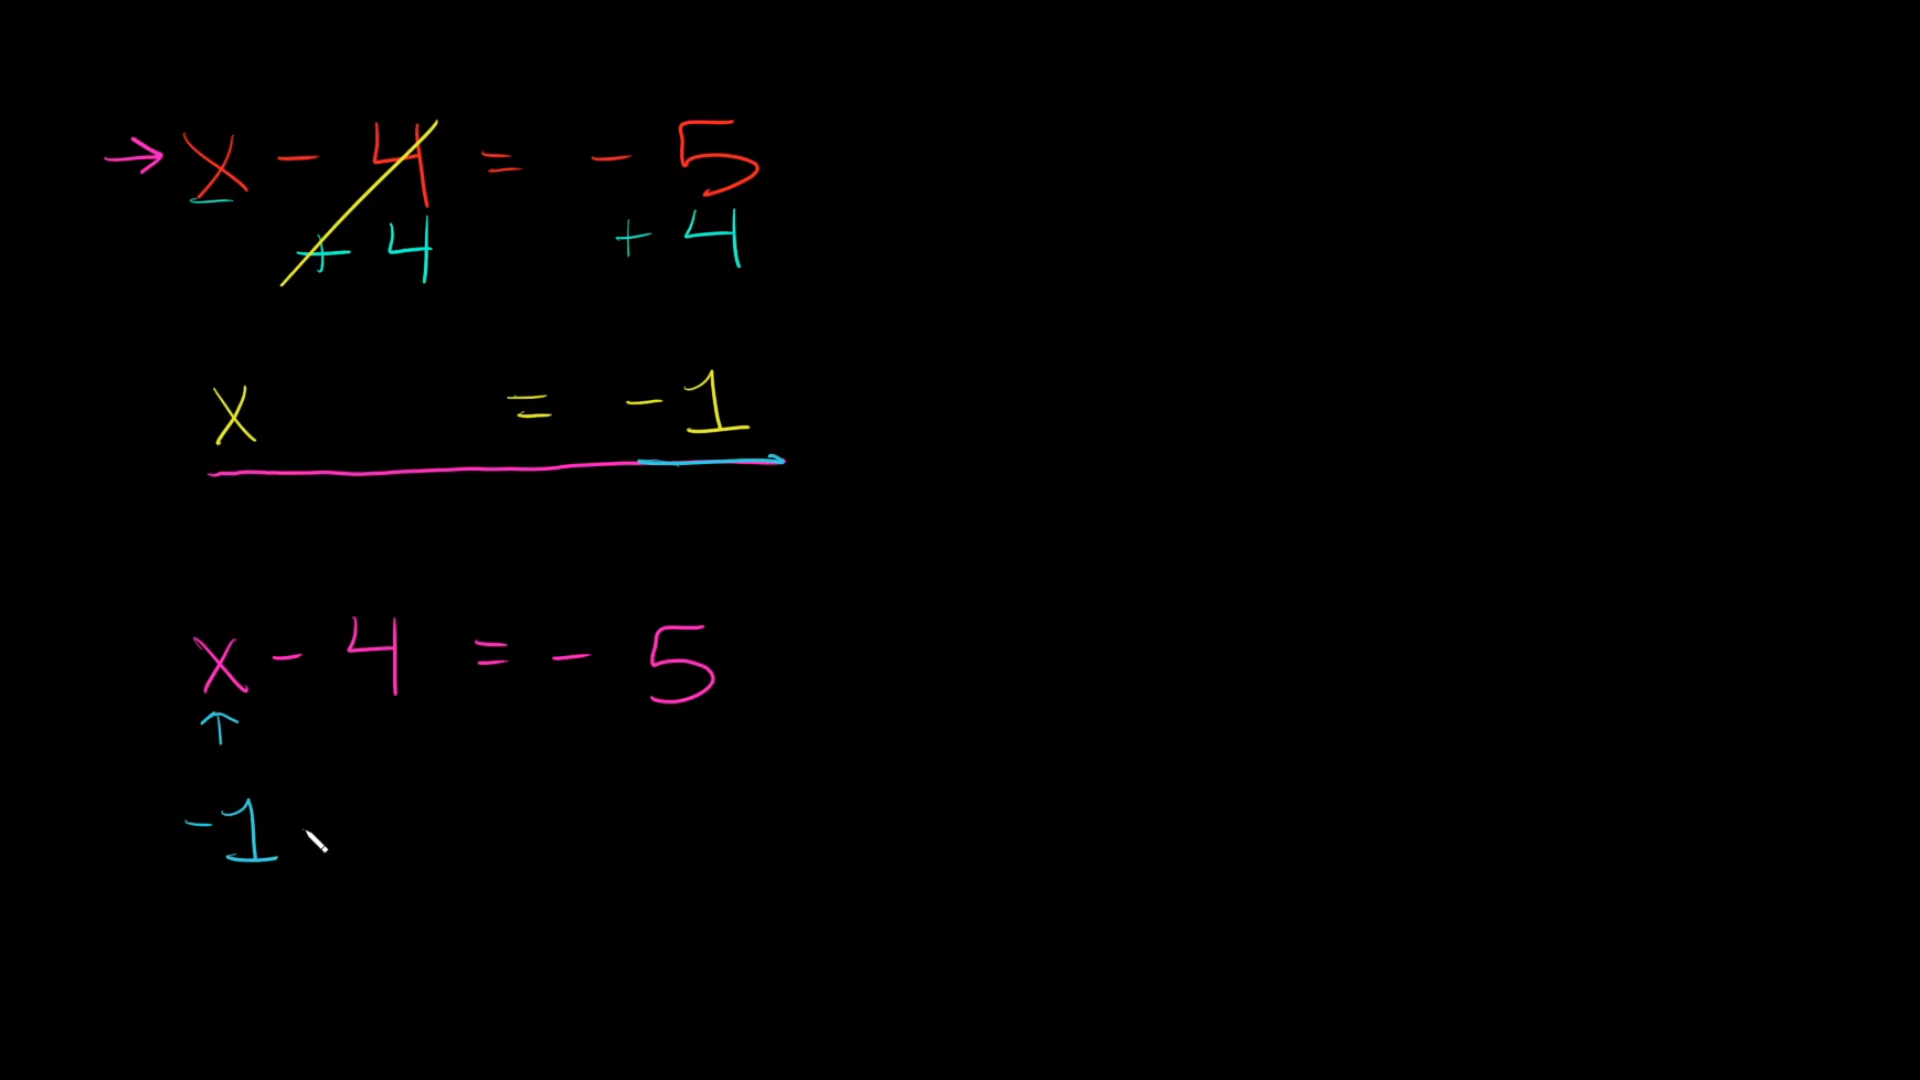 → x - 4 = - 5
+ 4 + 4
x = - 1
x - 4 = - 5
↑
- 1